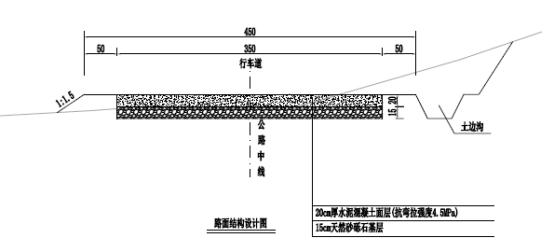 450
50 350 50
行车道
1:1.5
15 20
公路中线
土边沟
20cm厚水泥混凝土面层(抗弯拉强度4.5MPa)
15cm天然砂砾石基层
路面结构设计图